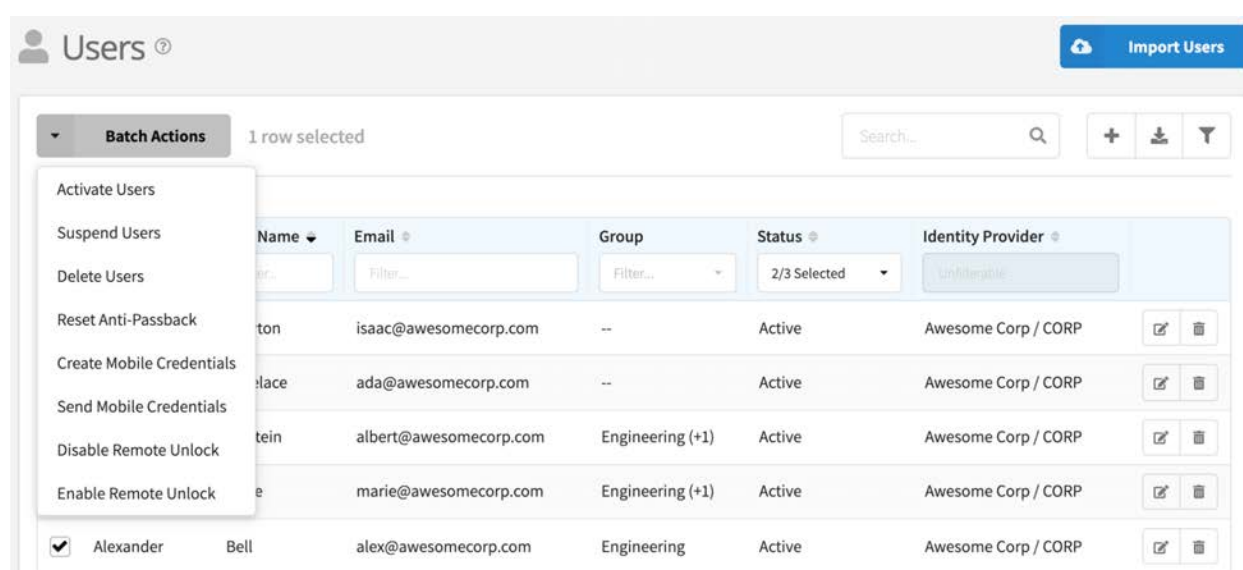 Users ?
Import Users
Batch Actions 1 row selected Search...
Activate Users
Suspend Users
Delete Users
Reset Anti-Passback
Create Mobile Credentials
Send Mobile Credentials
Disable Remote Unlock
Enable Remote Unlock
Name Email Group Status Identity Provider
Filter... Filter... 2/3 Selected Unfilterable
ton isaac@awesomecorp.com -- Active Awesome Corp / CORP
elace ada@awesomecorp.com -- Active Awesome Corp / CORP
tein albert@awesomecorp.com Engineering (+1) Active Awesome Corp / CORP
e marie@awesomecorp.com Engineering (+1) Active Awesome Corp / CORP
Alexander Bell alex@awesomecorp.com Engineering Active Awesome Corp / CORP